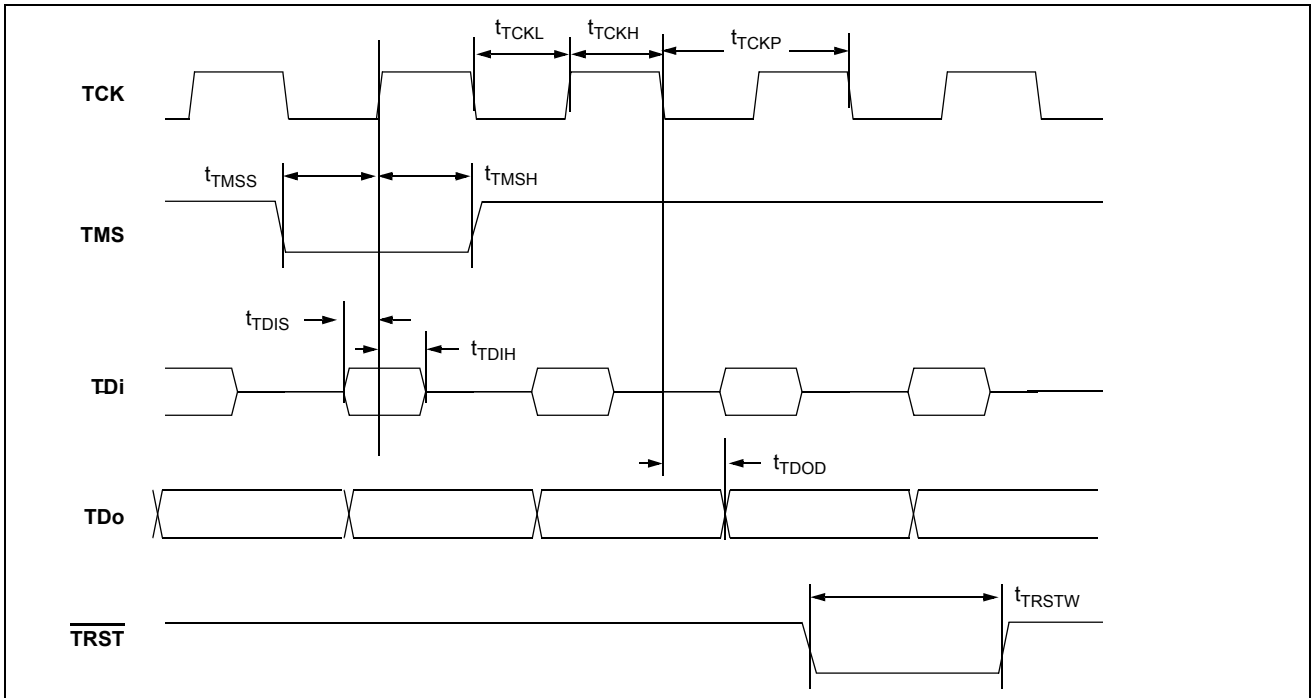 tTCKL tTCKH tTCKP
TCK
tTMSS tTMSH
TMS
tTDIS
tTDIH
TDi
tTDOD
TDo
tTRSTW
TRST